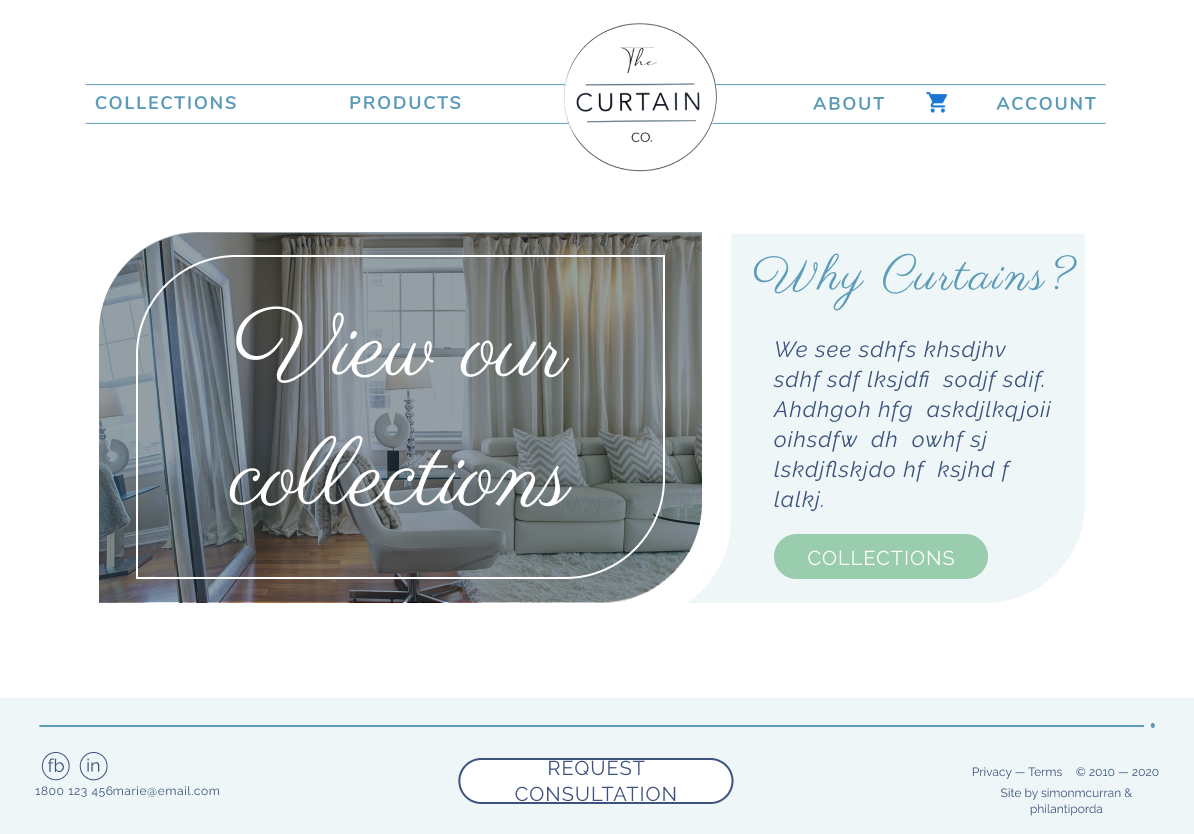 The
COLLECTIONS PRODUCTS CURTAIN ABOUT ACCOUNT
CO.
View our
collections
Why Curtains?
We see sdhfs khsdjhv
sdhf sdf lksjdfi sodjf sdif.
Ahdhgoh hfg askdjlkqjoii
oihsdfw dh owhf sj
lskdjflskjdo hf ksjhd f
lalkj.
COLLECTIONS
fb in
1800 123 456marie@email.com
REQUEST
CONSULTATION
Privacy — Terms © 2010 — 2020
Site by simonmcurran &
philantiporda